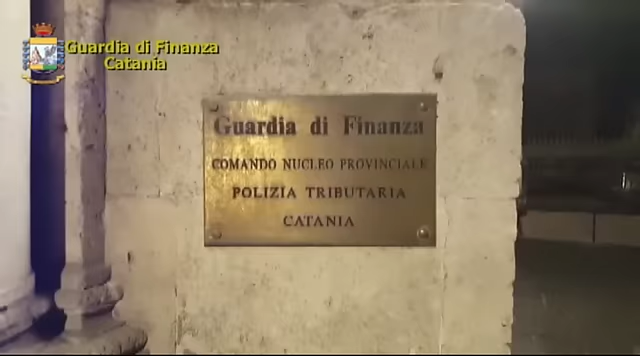 Guardia di Finanza
Catania
Guardia di Finanza
COMANDO NUCLEO PROVINCIALE
POLIZIA TRIBUTARIA
CATANIA